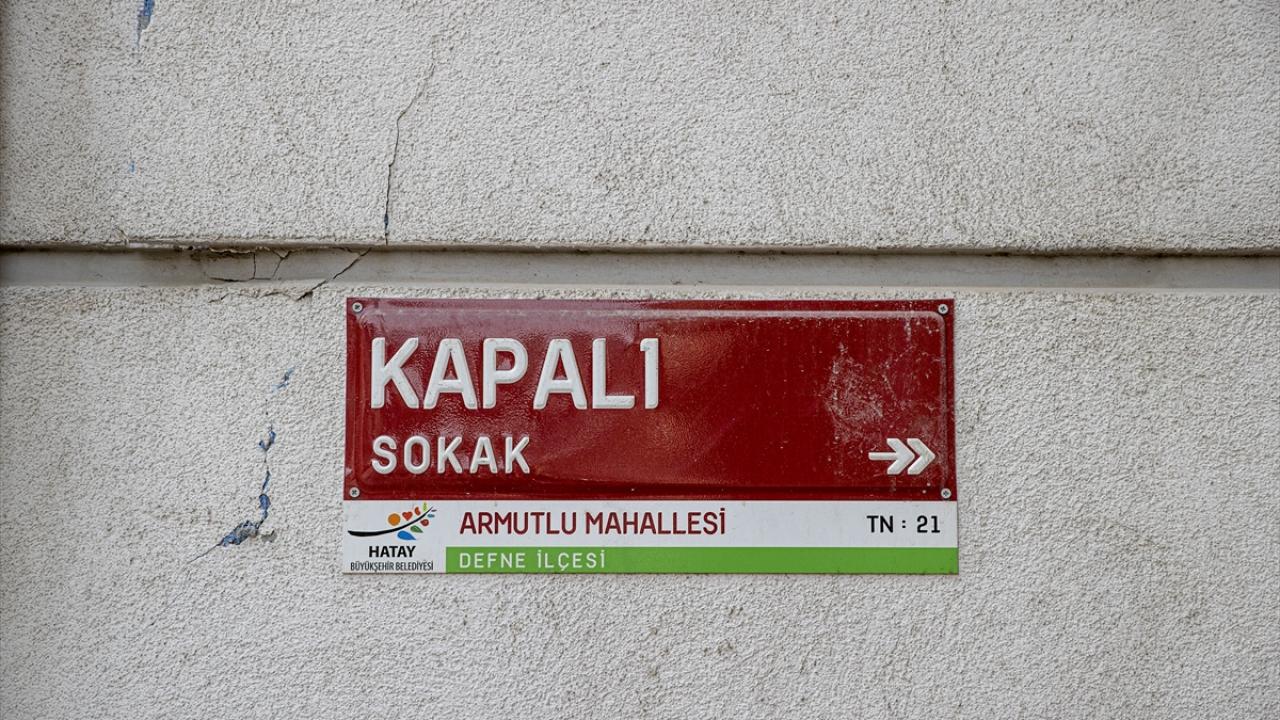 KAPALI
SOKAK
ARMUTLU MAHALLESİ
TN : 21
HATAY
BÜYÜKŞEHİR BELEDİYESİ
DEFNE İLÇESİ